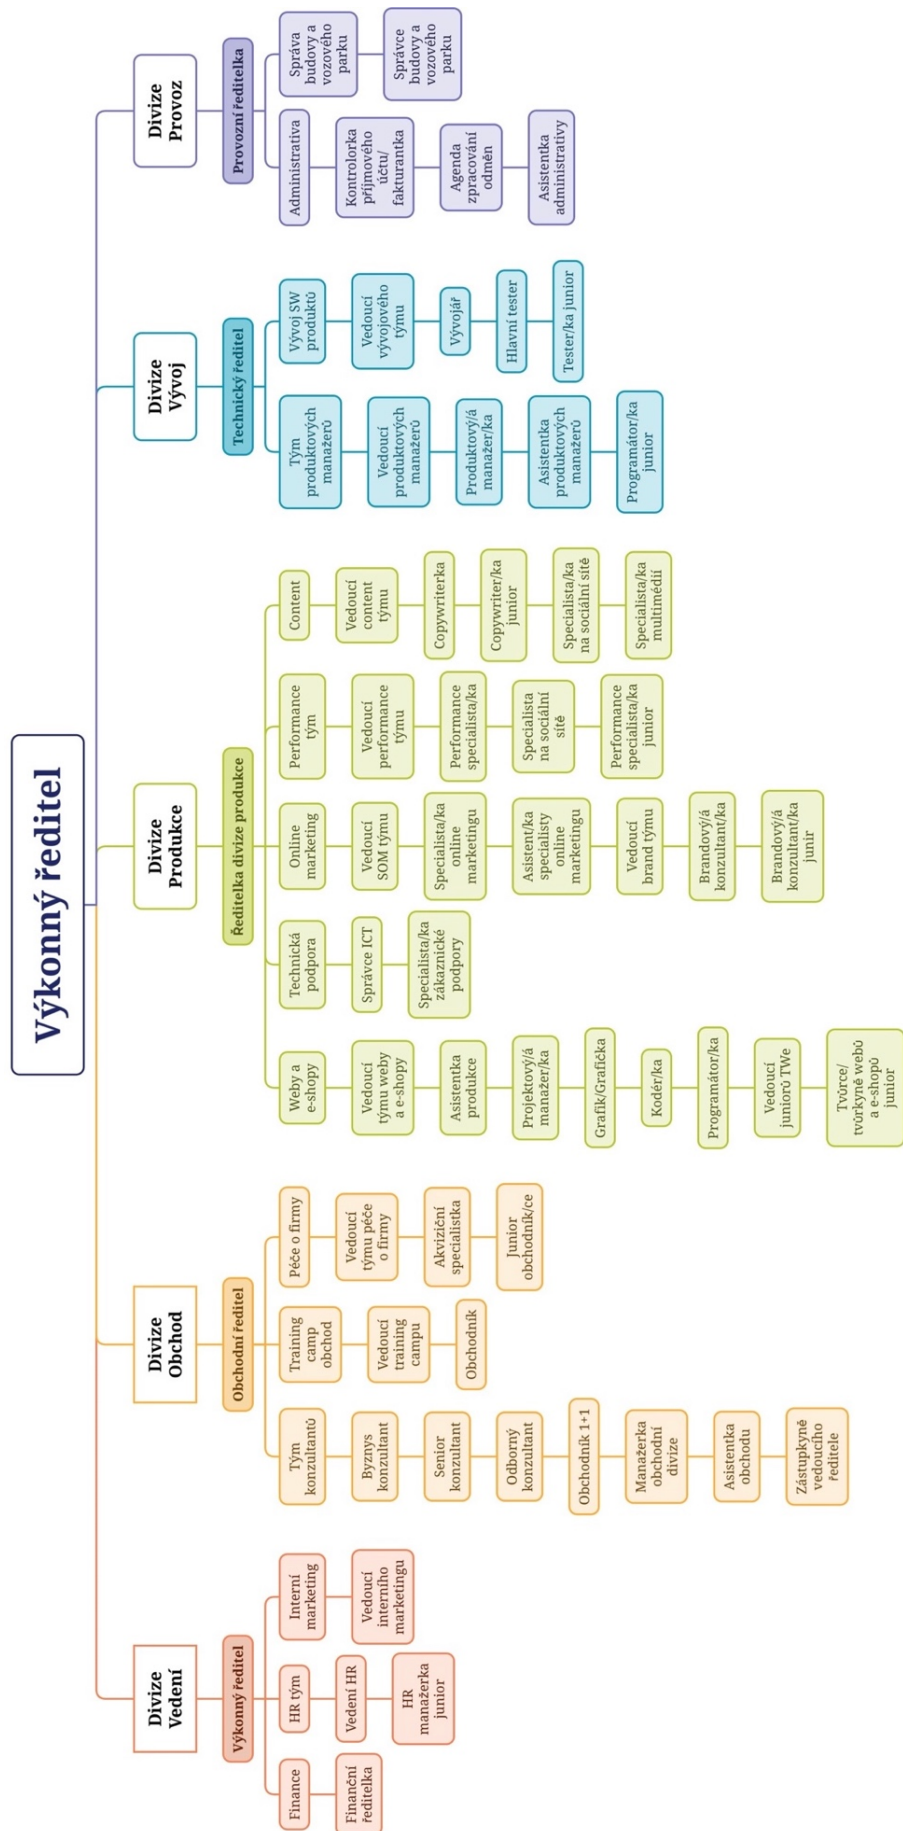 Výkonný ředitel
Divize
Vedení
Výkonný ředitel
Finance
Finanční
ředitelka
HR tým
Vedení HR
HR
manažerka
junior
Interní
marketing
Vedoucí
interního
marketingu
Divize
Obchod
Obchodní ředitel
Tým
konzultantů
Byznys
konzultant
Senior
konzultant
Odborný
konzultant
Obchodník 1+1
Manažerka
obchodní
divize
Asistentka
obchodu
Zástupkyně
vedoucího
ředitele
Training
camp
obchod
Vedoucí
training
campu
Obchodník
Péče o firmy
Vedoucí
týmu péče
o firmy
Akviziční
specialistka
Junior
obchodník/ce
Divize
Produkce
Ředitelka divize produkce
Weby a
e-shopy
Vedoucí
týmu weby
a e-shopy
Asistentka
produkce
Projektový/á
manažer/ka
Grafik/Grafička
Kodér/ka
Programátor/ka
Vedoucí
juniorů TWe
Tvůrce/
tvůrkyně webů
a e-shopů
junior
Technická
podpora
Správce ICT
Specialista/ka
zákaznické
podpory
Online
marketing
Vedoucí
SOM týmu
Specialista/ka
online
marketingu
Asistent/ka
specialisty
online
marketingu
Vedoucí
brand týmu
Brandový/á
konzultant/ka
Brandový/á
konzultant/ka
junir
Performance
tým
Vedoucí
performance
týmu
Performance
specialista/ka
Specialista
na sociální
sítě
Performance
specialista/ka
junior
Content
Vedoucí
content
týmu
Copywriterka
Copywriter/ka
junior
Specialista/ka
na sociální sítě
Specialista/ka
multimédií
Divize
Vývoj
Technický ředitel
Tým
produktových
manažerů
Vedoucí
produktových
manažerů
Produktový/á
manažer/ka
Asistentka
produktových
manažerů
Programátor/ka
junior
Vývoj SW
produktů
Vedoucí
vývojového
týmu
Vývojář
Hlavní tester
Tester/ka junior
Divize
Provoz
Provozní ředitelka
Administrativa
Kontrolorka
příjmového
účtu/
fakturantka
Agenda
zpracování
odměn
Asistentka
administrativy
Správa
budovy a
vozového
parku
Správce
budovy a
vozového
parku